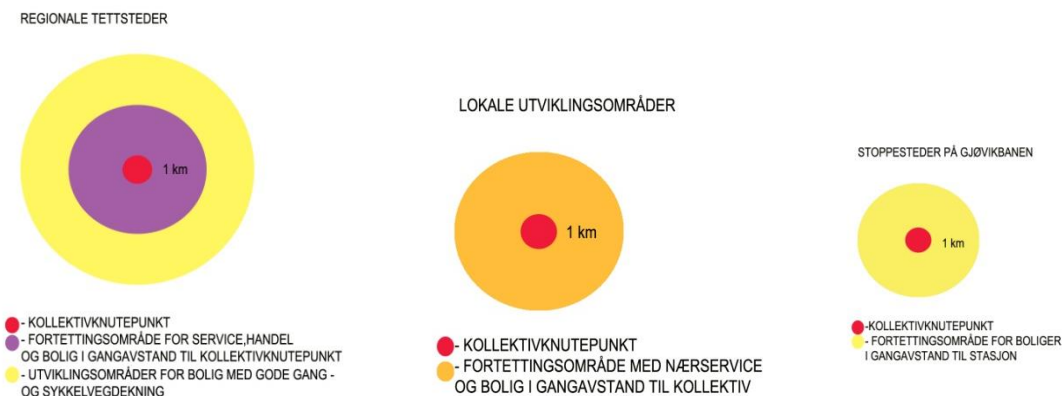 REGIONALE TETTSTEDER
1 km
- KOLLEKTIVKNUTEPUNKT
- FORTETTINGSOMRÅDE FOR SERVICE,HANDEL
OG BOLIG I GANGAVSTAND TIL KOLLEKTIVKNUTEPUNKT
- UTVIKLINGSOMRÅDER FOR BOLIG MED GODE GANG -
OG SYKKELVEGDEKNING
LOKALE UTVIKLINGSOMRÅDER
1 km
- KOLLEKTIVKNUTEPUNKT
- FORTETTINGSOMRÅDE MED NÆRSERVICE
OG BOLIG I GANGAVSTAND TIL KOLLEKTIV
STOPPESTEDER PÅ GJØVIKBANEN
1 km
-KOLLEKTIVKNUTEPUNKT
- FORTETTINGSOMRÅDE FOR BOLIGER
I GANGAVSTAND TIL STASJON